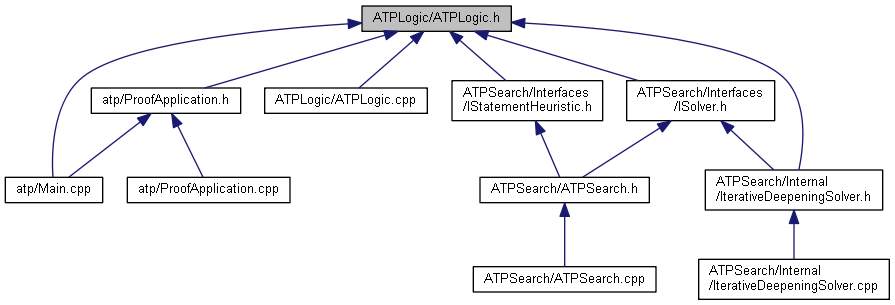 ATPLogic/ATPLogic.h
atp/ProofApplication.h
ATPLogic/ATPLogic.cpp
ATPSearch/Interfaces
/IStatementHeuristic.h
ATPSearch/Interfaces
/ISolver.h
atp/Main.cpp
atp/ProofApplication.cpp
ATPSearch/ATPSearch.h
ATPSearch/Internal
/IterativeDeepeningSolver.h
ATPSearch/ATPSearch.cpp
ATPSearch/Internal
/IterativeDeepeningSolver.cpp